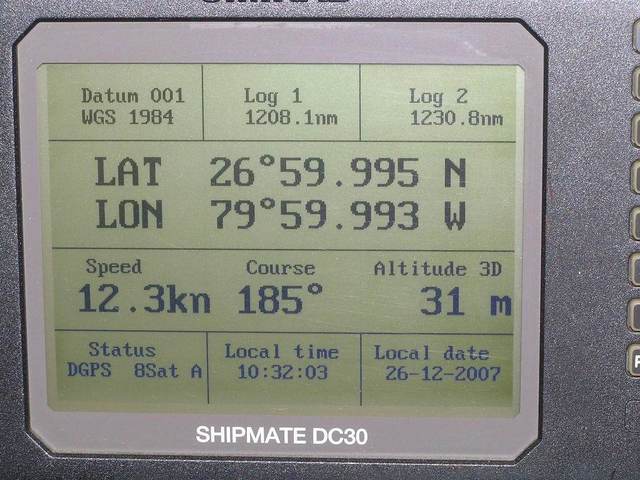 Datum 001
WGS 1984
Log 1
1208.1nm
Log 2
1230.8nm
LAT 26°59.995 N
LON 79°59.993 W
Speed
12.3kn
Course
185°
Altitude 3D
31 m
Status
DGPS 8Sat A
Local time
10:32:03
Local date
26-12-2007
SHIPMATE DC30